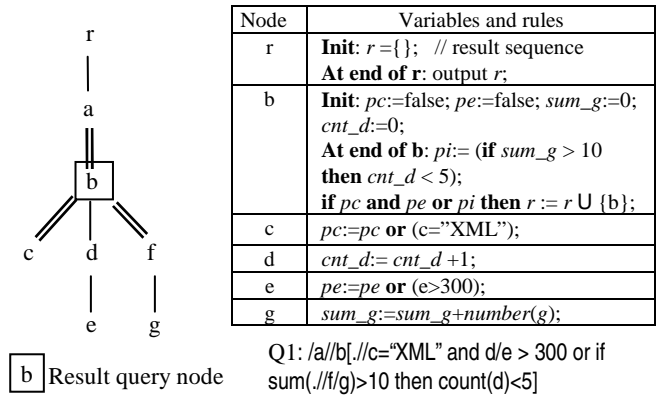 r
a
b
c d f
e g
b Result query node
Node Variables and rules
r Init: r ={}; // result sequence
At end of r: output r;
b Init: pc:=false; pe:=false; sum_g:=0;
cnt_d:=0;
At end of b: pi:= (if sum_g > 10
then cnt_d < 5);
if pc and pe or pi then r := r U {b};
c pc:=pc or (c=”XML”);
d cnt_d:= cnt_d +1;
e pe:=pe or (e>300);
g sum_g:=sum_g+number(g);
Q1: /a//b[.//c=“XML” and d/e > 300 or if
sum(.//f/g)>10 then count(d)<5]